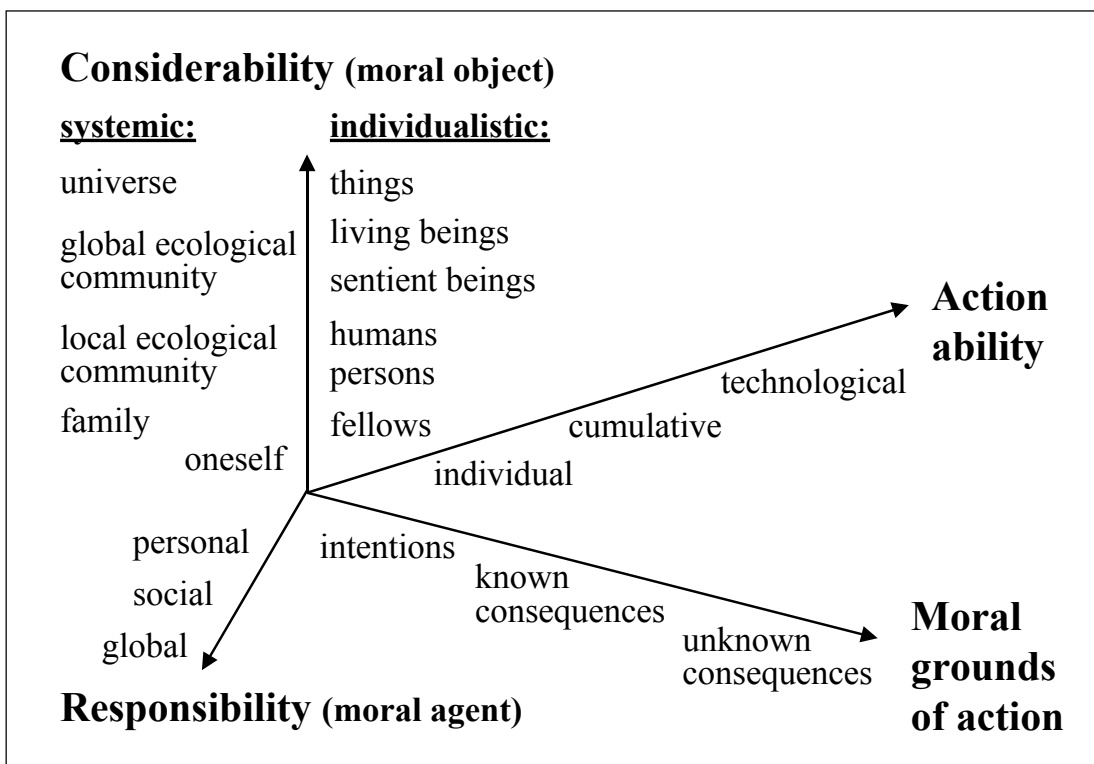 Considerability (moral object)
systemic:
universe
global ecological
community
local ecological
community
family
oneself
individualistic:
things
living beings
sentient beings
humans
persons
fellows
Action
ability
technological
cumulative
individual
intentions
known
consequences
unknown
consequences
Moral
grounds
of action
personal
social
global
Responsibility (moral agent)